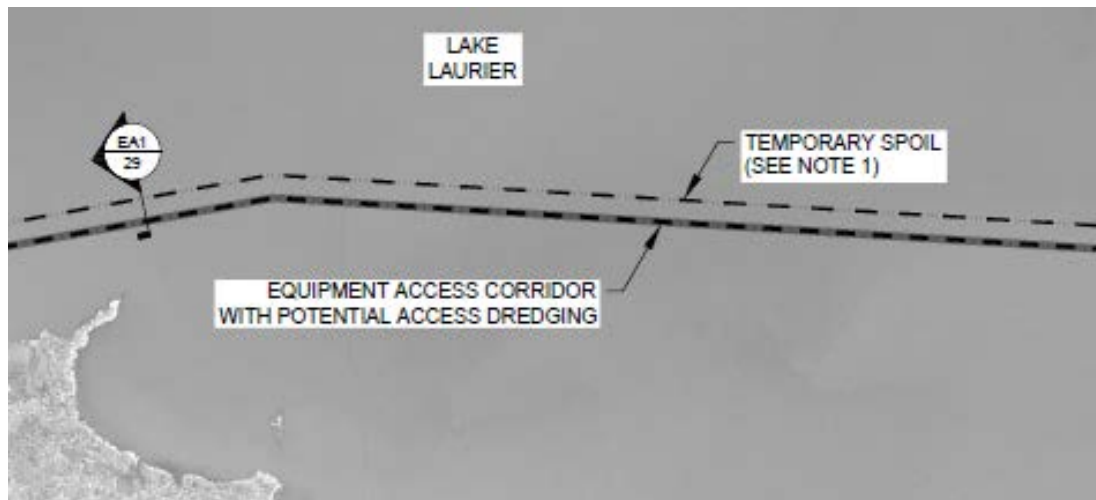 LAKE
LAURIER
EA1
29
TEMPORARY SPOIL
(SEE NOTE 1)
EQUIPMENT ACCESS CORRIDOR
WITH POTENTIAL ACCESS DREDGING